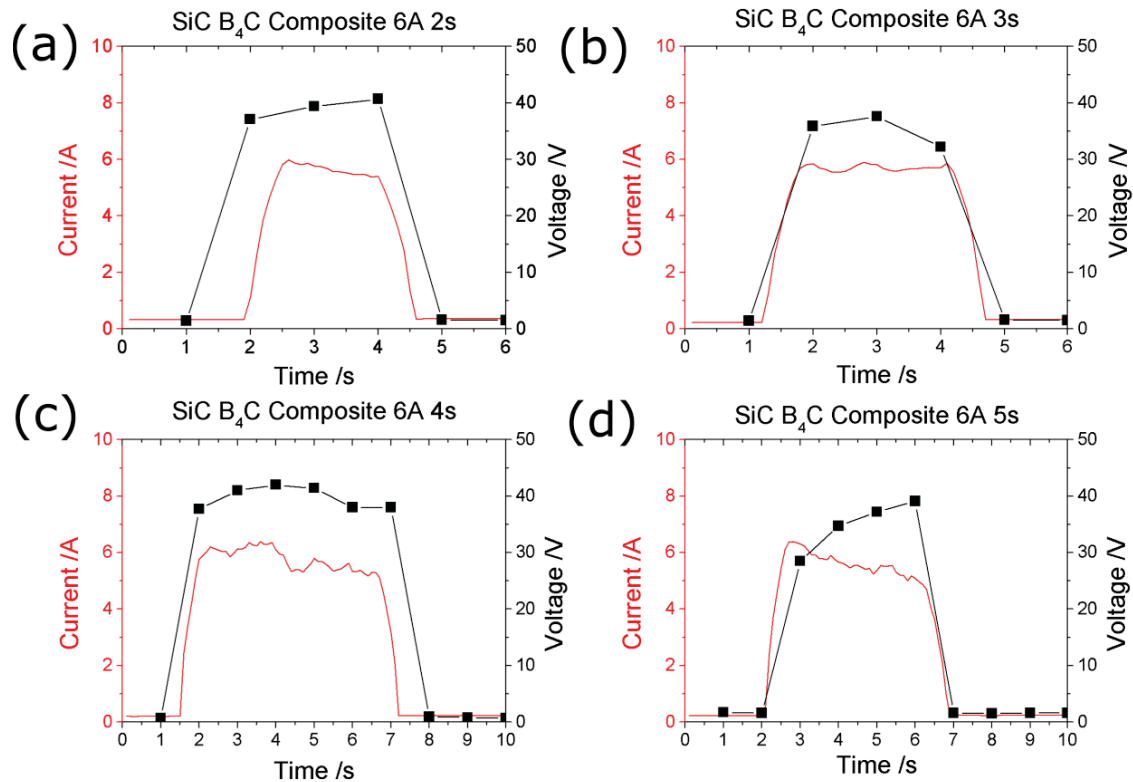 (a)
SiC B₄C Composite 6A 2s
10
8
6
4
2
0
Current /A
50
40
30
20
10
0
Voltage /V
0 1 2 3 4 5 6
Time /s
(b)
SiC B₄C Composite 6A 3s
10
8
6
4
2
0
Current /A
50
40
30
20
10
0
Voltage /V
0 1 2 3 4 5 6
Time /s
(c)
SiC B₄C Composite 6A 4s
10
8
6
4
2
0
Current /A
50
40
30
20
10
0
Voltage /V
0 1 2 3 4 5 6 7 8 9 10
Time /s
(d)
SiC B₄C Composite 6A 5s
10
8
6
4
2
0
Current /A
50
40
30
20
10
0
Voltage /V
0 1 2 3 4 5 6 7 8 9 10
Time /s